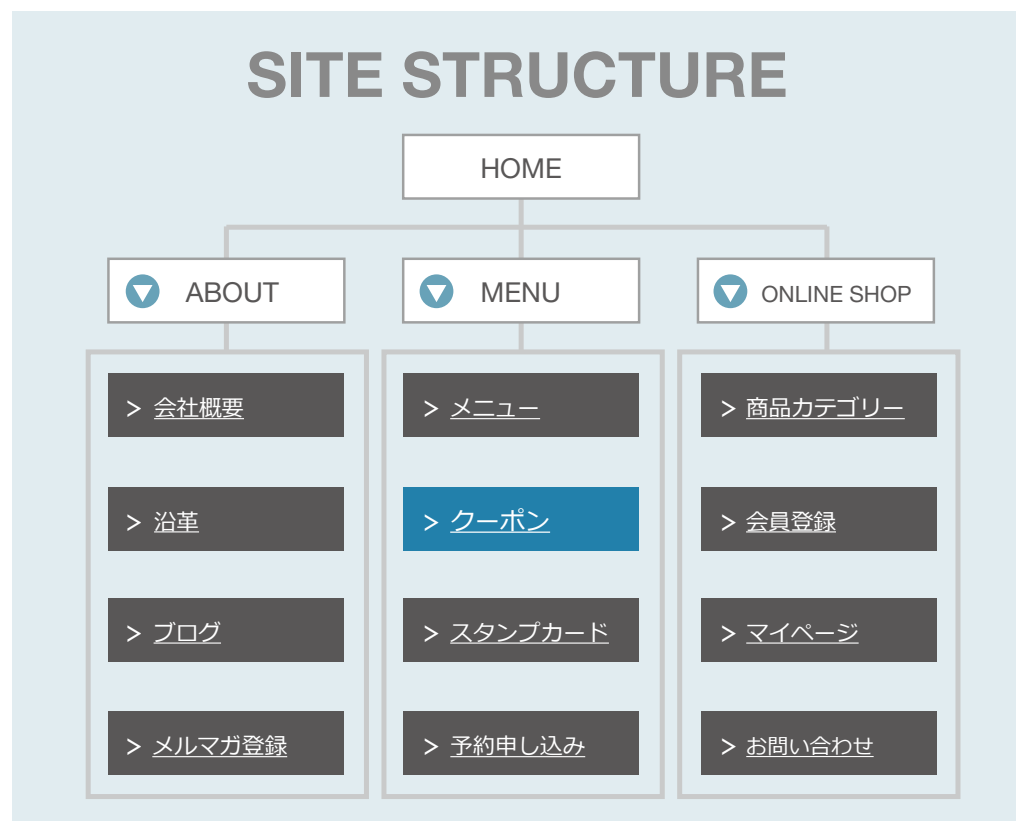 SITE STRUCTURE
HOME
ABOUT
MENU
ONLINE SHOP
> 会社概要
> メニュー
> 商品カテゴリー
> 沿革
> クーポン
> 会員登録
> ブログ
> スタンプカード
> マイページ
> メルマガ登録
> 予約申し込み
> お問い合わせ